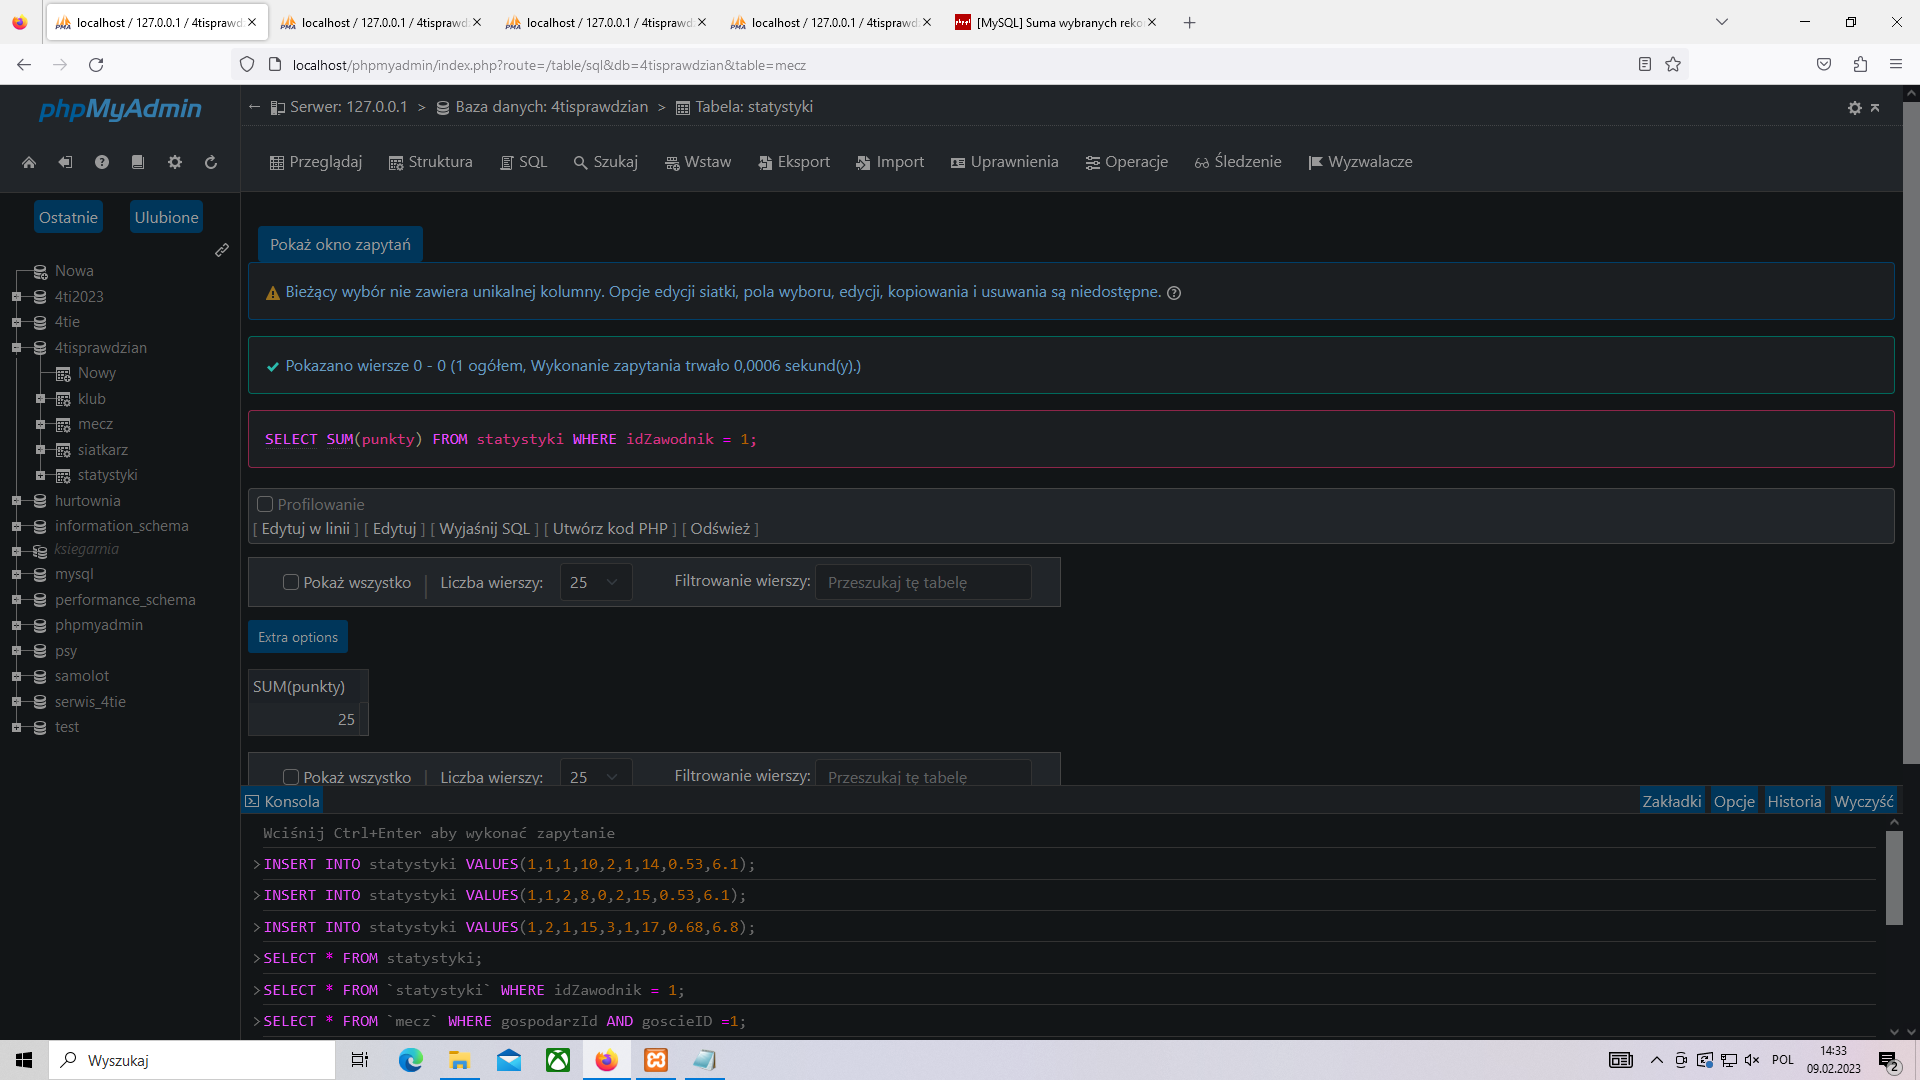 localhost / 127.0.0.1 / 4tisprawdz
localhost / 127.0.0.1 / 4tisprawdz
localhost / 127.0.0.1 / 4tisprawdz
localhost / 127.0.0.1 / 4tisprawdz
[MySQL] Suma wybranych reko
localhost/phpmyadmin/index.php?route=/table/sql&db=4tisprawdzian&table=mecz
phpMyAdmin
Ostatnie Ulubione
Nowa
4ti2023
4tie
4tisprawdzian
Nowy
klub
mecz
siatkarz
statystyki
hurtownia
information_schema
ksiegarnia
mysql
performance_schema
phpmyadmin
psy
samolot
serwis_4tie
test
Serwer: 127.0.0.1 > Baza danych: 4tisprawdzian > Tabela: statystyki
Przeglądaj Struktura SQL Szukaj Wstaw Eksport Import Uprawnienia Operacje Śledzenie Wyzwalacze
Pokaż okno zapytań
Bieżący wybór nie zawiera unikalnej kolumny. Opcje edycji siatki, pola wyboru, edycji, kopiowania i usuwania są niedostępne.
Pokazano wiersze 0 - 0 (1 ogółem, Wykonanie zapytania trwało 0,0006 sekund(y).)
SELECT SUM(punkty) FROM statystyki WHERE idZawodnik = 1;
Profilowanie
[ Edytuj w linii ] [ Edytuj ] [ Wyjaśnij SQL ] [ Utwórz kod PHP ] [ Odśwież ]
Pokaż wszystko | Liczba wierszy: 25 Filtrowanie wierszy: Przeszukaj tę tabelę
Extra options
SUM(punkty)
25
Pokaż wszystko | Liczba wierszy: 25 Filtrowanie wierszy: Przeszukaj tę tabelę
Konsola Zakładki Opcje Historia Wyczyść
Wciśnij Ctrl+Enter aby wykonać zapytanie
>INSERT INTO statystyki VALUES(1,1,1,10,2,1,14,0.53,6.1);
>INSERT INTO statystyki VALUES(1,1,2,8,0,2,15,0.53,6.1);
>INSERT INTO statystyki VALUES(1,2,1,15,3,1,17,0.68,6.8);
>SELECT * FROM statystyki;
>SELECT * FROM `statystyki` WHERE idZawodnik = 1;
>SELECT * FROM `mecz` WHERE gospodarzId AND goscieID =1;
Wyszukaj
POL
14:33
09.02.2023
2